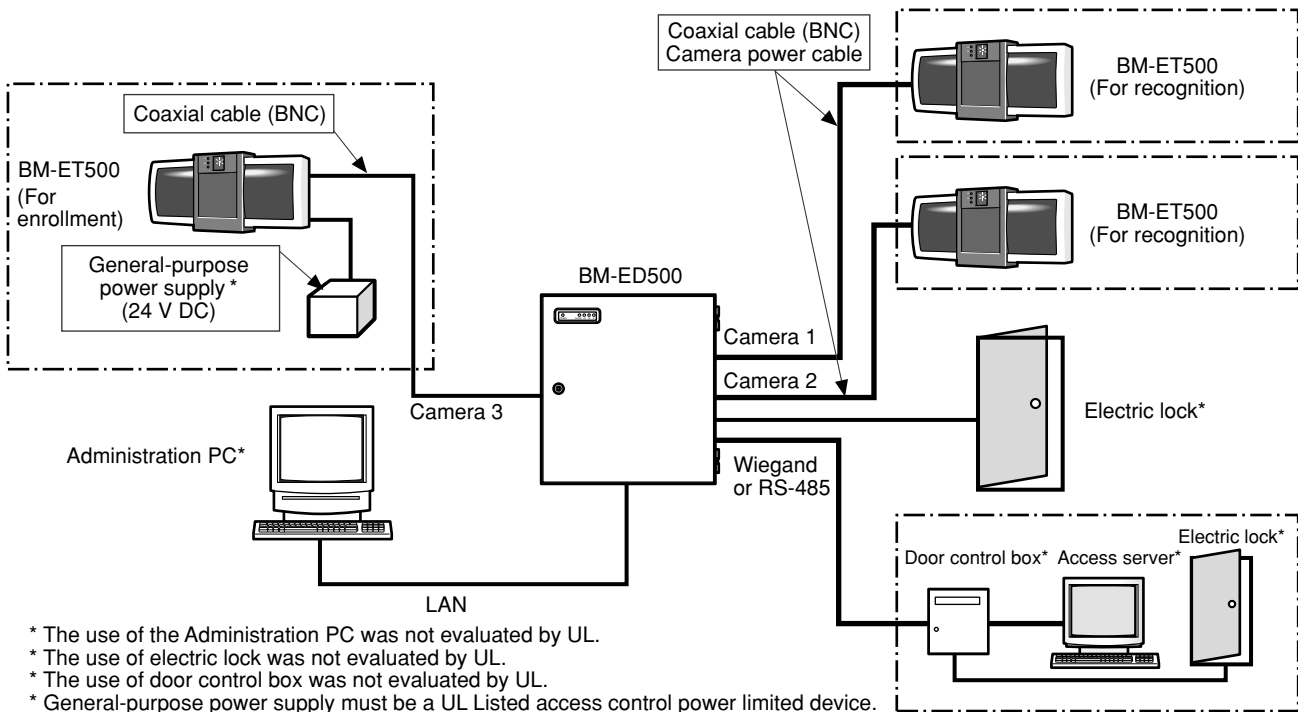 Coaxial cable (BNC)
Camera power cable
BM-ET500
(For recognition)
Coaxial cable (BNC)
BM-ET500
(For
enrollment)
General-purpose
power supply *
(24 V DC)
BM-ET500
(For recognition)
BM-ED500
Camera 1
Camera 2
Camera 3
Electric lock*
Administration PC*
Wiegand
or RS-485
LAN
Door control box*
Access server*
Electric lock*
* The use of the Administration PC was not evaluated by UL.
* The use of electric lock was not evaluated by UL.
* The use of door control box was not evaluated by UL.
* General-purpose power supply must be a UL Listed access control power limited device.